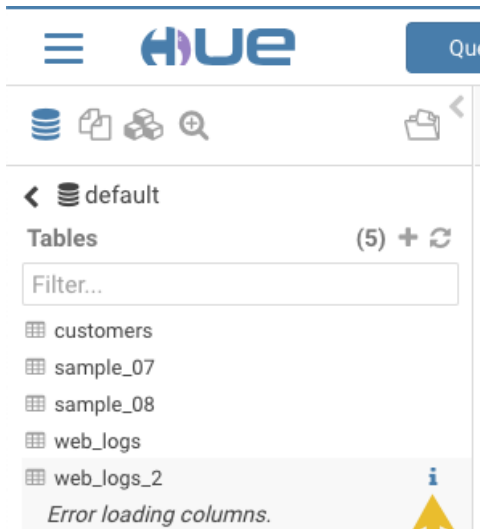 HUE
Que
default
Tables (5)
Filter...
customers
sample_07
sample_08
web_logs
web_logs_2
Error loading columns.